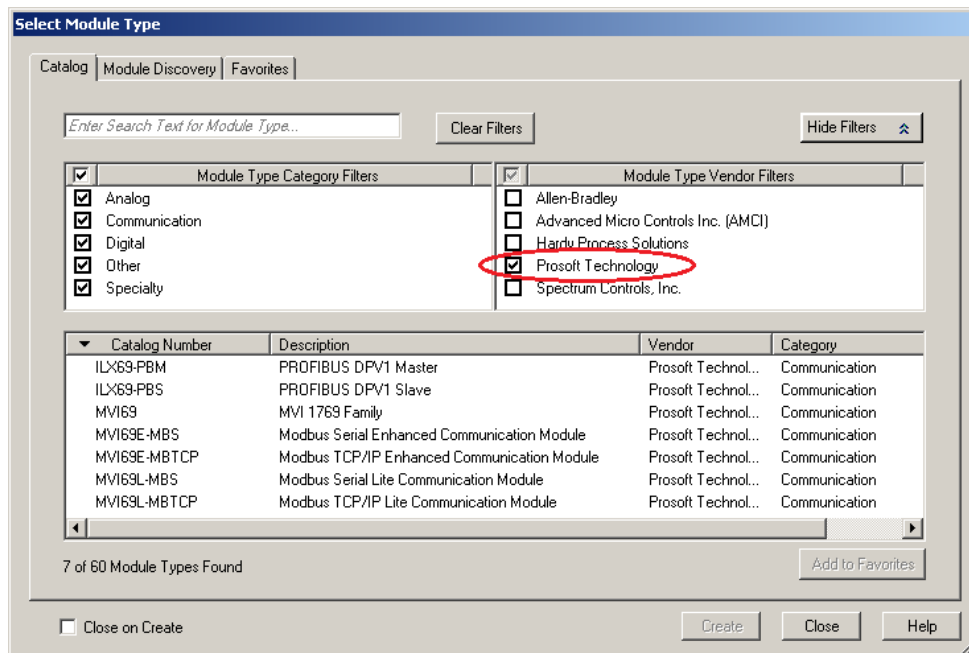 Select Module Type
Catalog Module Discovery Favorites
Enter Search Text for Module Type... Clear Filters Hide Filters
Module Type Category Filters Module Type Vendor Filters
Analog Allen-Bradley
Communication Advanced Micro Controls Inc. (AMCI)
Digital Hardy Process Solutions
Other Prosoft Technology
Specialty Spectrum Controls, Inc.
Catalog Number Description Vendor Category
ILX69-PBM PROFIBUS DPV1 Master Prosoft Technol... Communication
ILX69-PBS PROFIBUS DPV1 Slave Prosoft Technol... Communication
MVI69 MVI 1769 Family Prosoft Technol... Communication
MVI69E-MBS Modbus Serial Enhanced Communication Module Prosoft Technol... Communication
MVI69E-MBTCP Modbus TCP/IP Enhanced Communication Module Prosoft Technol... Communication
MVI69L-MBS Modbus Serial Lite Communication Module Prosoft Technol... Communication
MVI69L-MBTCP Modbus TCP/IP Lite Communication Module Prosoft Technol... Communication
7 of 60 Module Types Found Add to Favorites
Close on Create Create Close Help